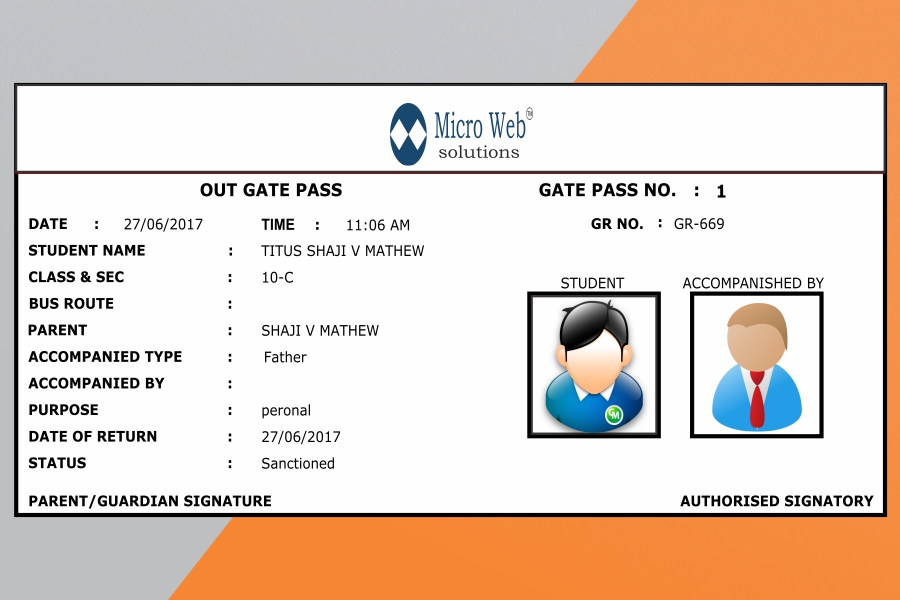 Micro Web TM
solutions
OUT GATE PASS GATE PASS NO. : 1
DATE : 27/06/2017 TIME : 11:06 AM GR NO. : GR-669
STUDENT NAME : TITUS SHAJI V MATHEW
CLASS & SEC : 10-C
STUDENT ACCOMPANISHED BY
BUS ROUTE :
PARENT : SHAJI V MATHEW
ACCOMPANIED TYPE : Father
ACCOMPANIED BY :
PURPOSE : peronal
DATE OF RETURN : 27/06/2017
STATUS : Sanctioned
PARENT/GUARDIAN SIGNATURE AUTHORISED SIGNATORY